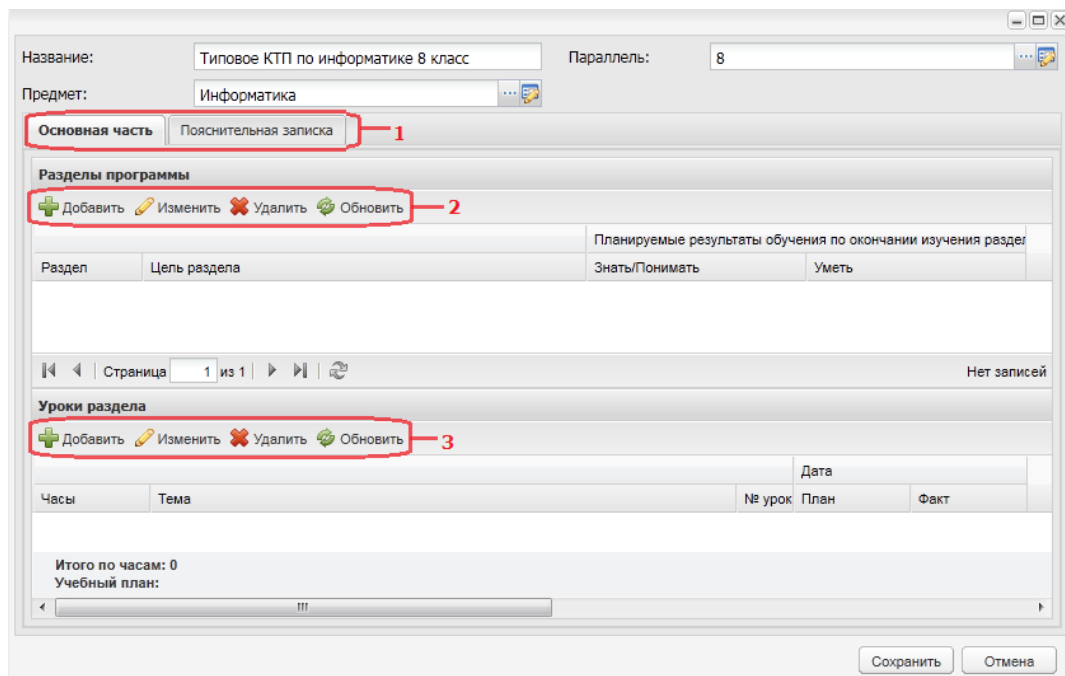 Название: Типовое КТП по информатике 8 класс Параллель: 8
Предмет: Информатика
Основная часть Пояснительная записка 1
Разделы программы
Добавить Изменить Удалить Обновить 2
Планируемые результаты обучения по окончании изучения раздел
Раздел Цель раздела Знать/Понимать Уметь
Страница 1 из 1 Нет записей
Уроки раздела
Добавить Изменить Удалить Обновить 3
Дата
Часы Тема № урок План Факт
Итого по часам: 0
Учебный план:
Сохранить Отмена